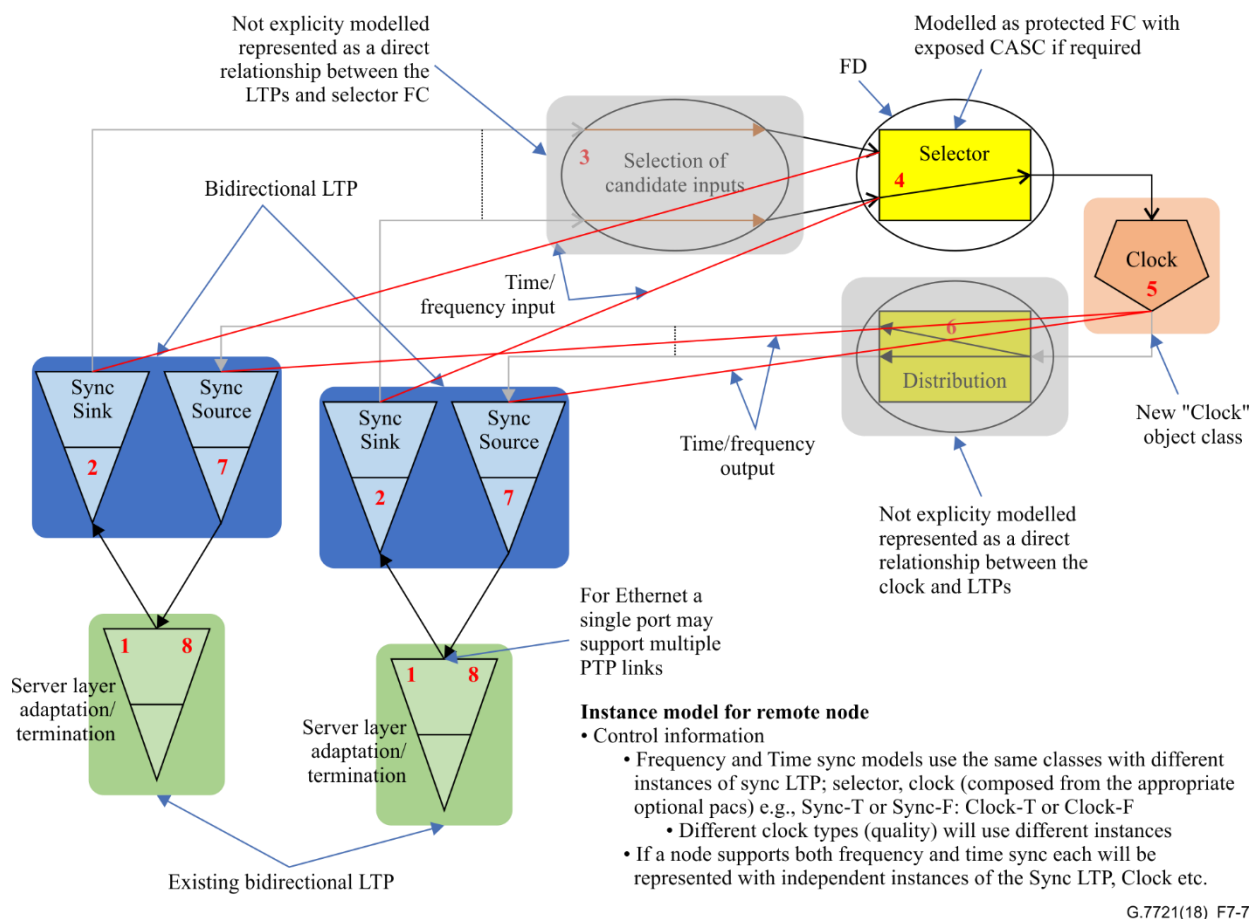 Not explicity modelled
represented as a direct
relationship between the
LTPs and selector FC
Modelled as protected FC with
exposed CASC if required
FD
3
Selection of
candidate inputs
Selector
4
Bidirectional LTP
Time/
frequency input
Clock
5
6
Distribution
New "Clock"
object class
Sync
Sink
2
Sync
Source
7
Sync
Sink
2
Sync
Source
7
Time/frequency
output
Not explicity modelled
represented as a direct
relationship between the
clock and LTPs
For Ethernet a
single port may
support multiple
PTP links
1 8
Server layer
adaptation/
termination
1 8
Server layer
adaptation/
termination
Existing bidirectional LTP
Instance model for remote node
• Control information
• Frequency and Time sync models use the same classes with different
instances of sync LTP; selector, clock (composed from the appropriate
optional pacs) e.g., Sync-T or Sync-F: Clock-T or Clock-F
• Different clock types (quality) will use different instances
• If a node supports both frequency and time sync each will be
represented with independent instances of the Sync LTP, Clock etc.
G.7721(18)_F7-7